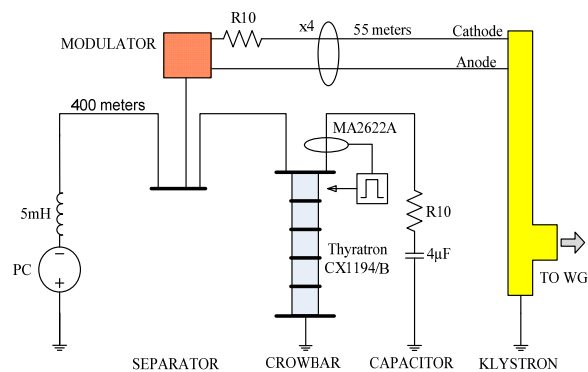 R10
x4
55 meters
Cathode
MODULATOR
Anode
400 meters
MA2622A
5mH
R10
Thyratron
CX1194/B
4µF
PC
−
+
TO WG
SEPARATOR
CROWBAR
CAPACITOR
KLYSTRON